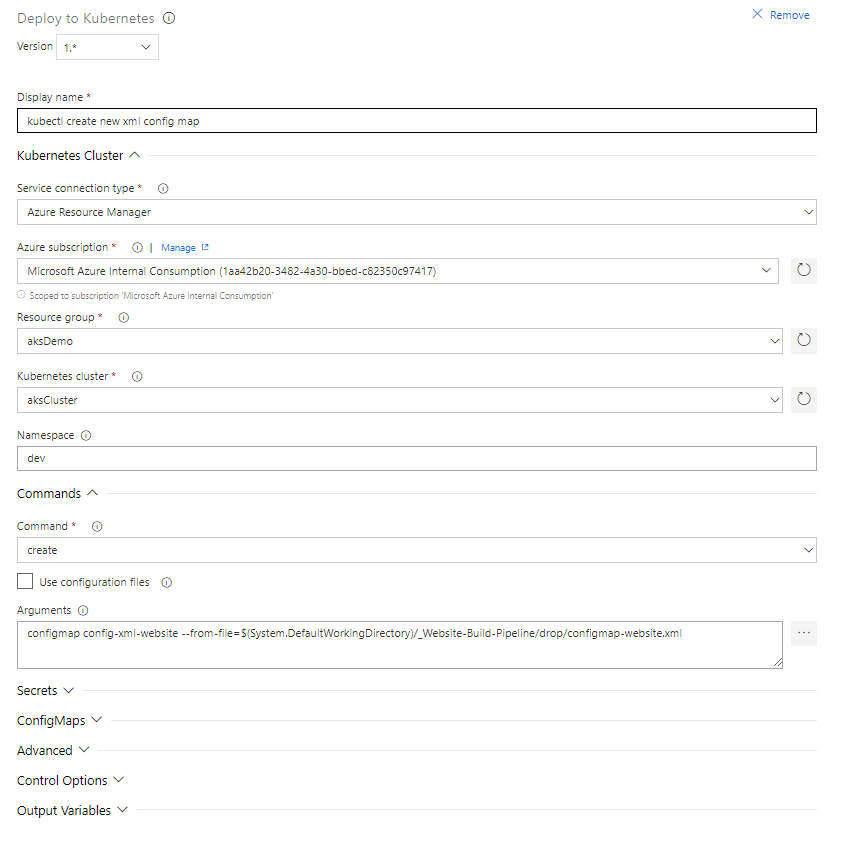 Deploy to Kubernetes
Remove
Version 1.*
Display name *
kubectl create new xml config map
Kubernetes Cluster
Service connection type *
Azure Resource Manager
Azure subscription * | Manage
Microsoft Azure Internal Consumption (1aa42b20-3482-4a30-bbed-c82350c97417)
Scoped to subscription 'Microsoft Azure Internal Consumption'
Resource group *
aksDemo
Kubernetes cluster *
aksCluster
Namespace
dev
Commands
Command *
create
Use configuration files
Arguments
configmap config-xml-website --from-file=$(System.DefaultWorkingDirectory)/_Website-Build-Pipeline/drop/configmap-website.xml
Secrets
ConfigMaps
Advanced
Control Options
Output Variables